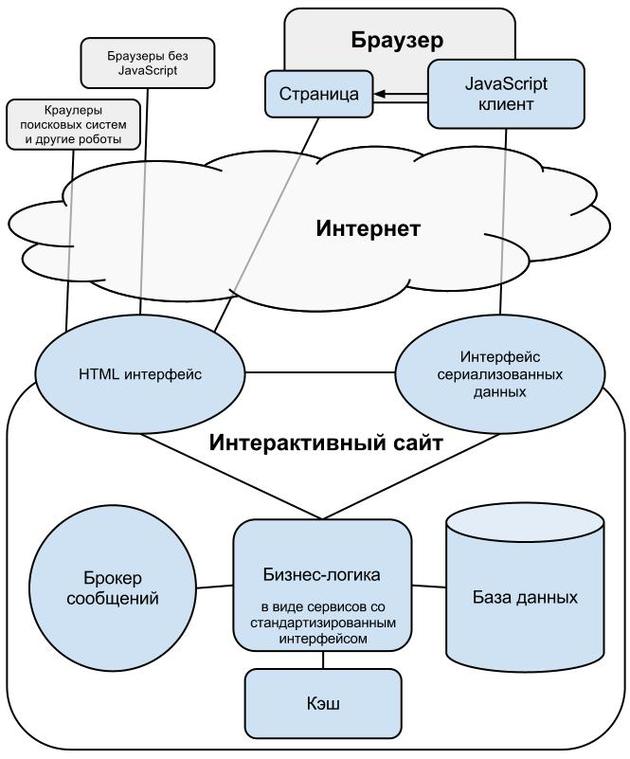 Браузер
Браузеры без
JavaScript
Страница
JavaScript
клиент
Краулеры
поисковых систем
и другие роботы
Интернет
HTML интерфейс
Интерфейс
сериализованных
данных
Интерактивный сайт
Брокер
сообщений
Бизнес-логика
в виде сервисов со
стандартизированным
интерфейсом
База данных
Кэш